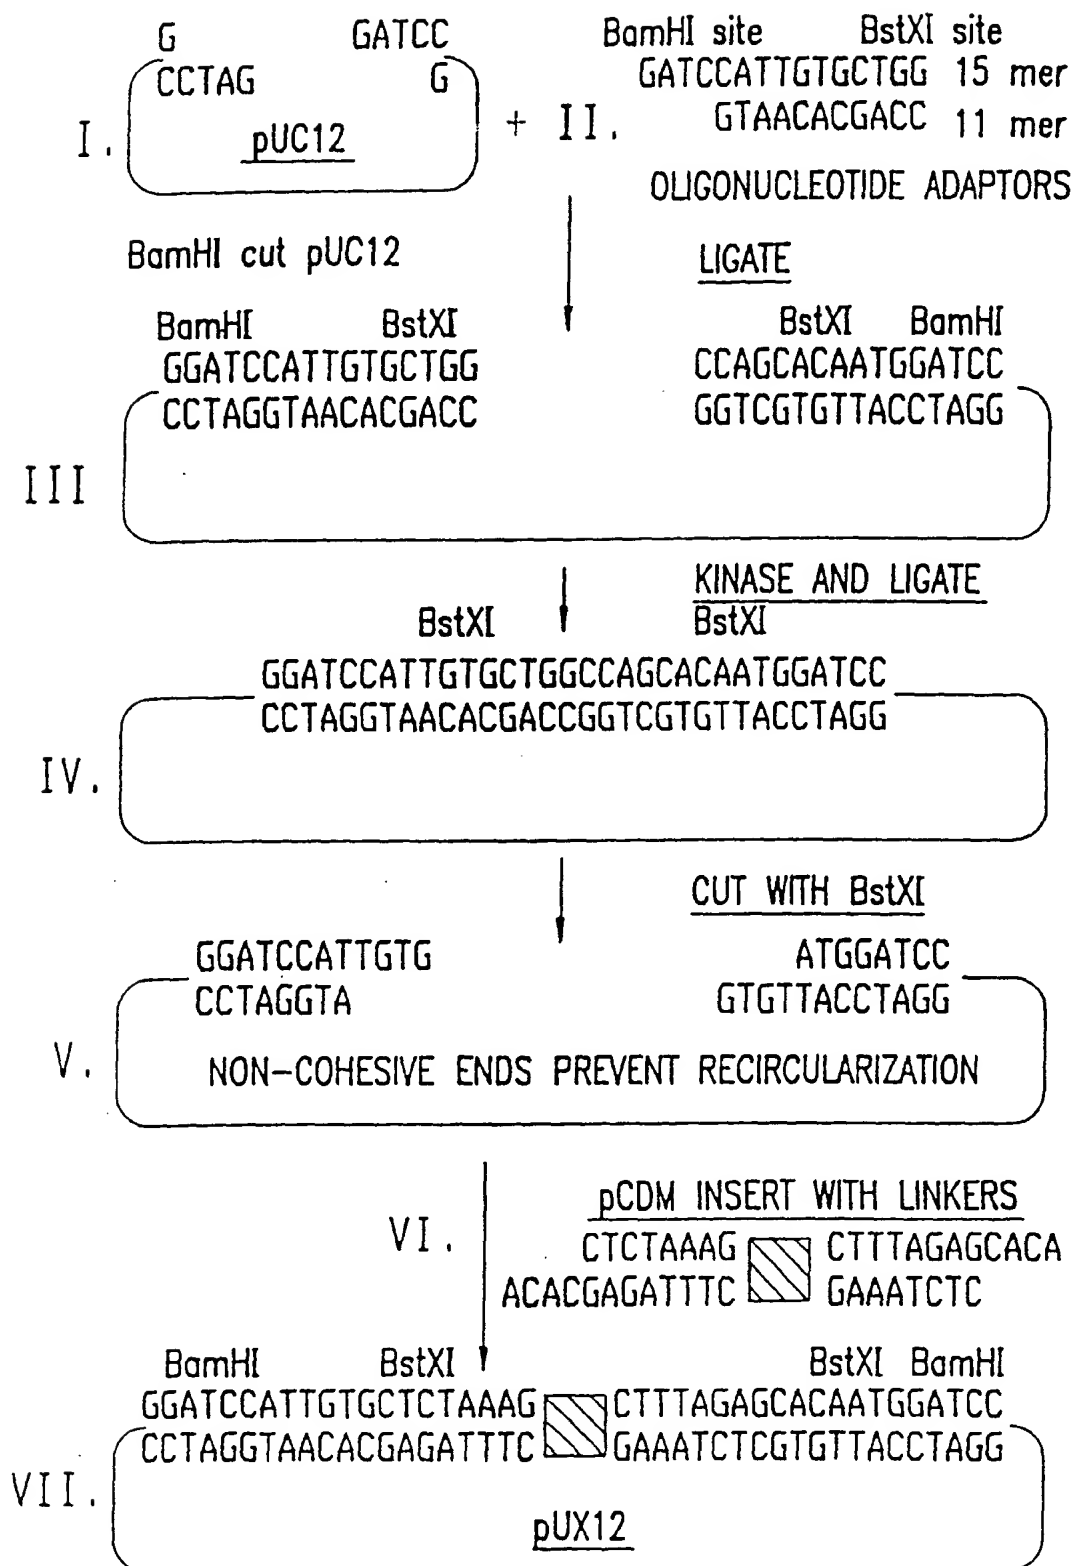 G GATCC
CCTAG G
I. pUC12
+ II.
BamHI site BstXI site
GATCCATTGTGCTGG 15 mer
GTAACACGACC 11 mer
OLIGONUCLEOTIDE ADAPTORS
BamHI cut pUC12
LIGATE
BamHI BstXI BstXI BamHI
GGATCCATTGTGCTGG CCAGCACAATGGATCC
CCTAGGTAACACGACC GGTCGTGTTACCTAGG
III
KINASE AND LIGATE
BstXI BstXI
GGATCCATTGTGCTGGCCAGCACAATGGATCC
CCTAGGTAACACGACCGGTCGTGTTACCTAGG
IV.
CUT WITH BstXI
GGATCCATTGTG ATGGATCC
CCTAGGTA GTGTTACCTAGG
V. NON-COHESIVE ENDS PREVENT RECIRCULARIZATION
pCDM INSERT WITH LINKERS
VI.
CTCTAAAG CTTTAGAGCACA
ACACGAGATTTC GAAATCTC
BamHI BstXI BstXI BamHI
GGATCCATTGTGCTCTAAAG CTTTAGAGCACAATGGATCC
CCTAGGTAACACGAGATTTC GAAATCTCGTGTTACCTAGG
VII.
pUX12